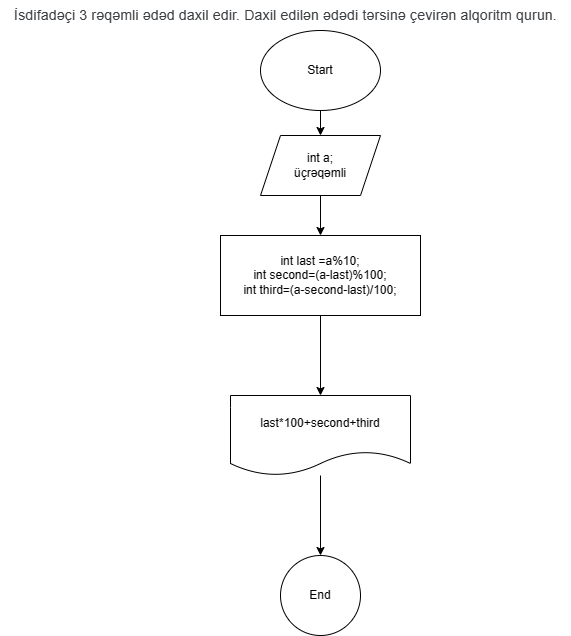 İsdifadəçi 3 rəqəmli ədəd daxil edir. Daxil edilən ədədi tərsinə çevirən alqoritm qurun.
Start
int a;
üçrəqəmli
int last =a%10;
int second=(a-last)%100;
int third=(a-second-last)/100;
last*100+second+third
End